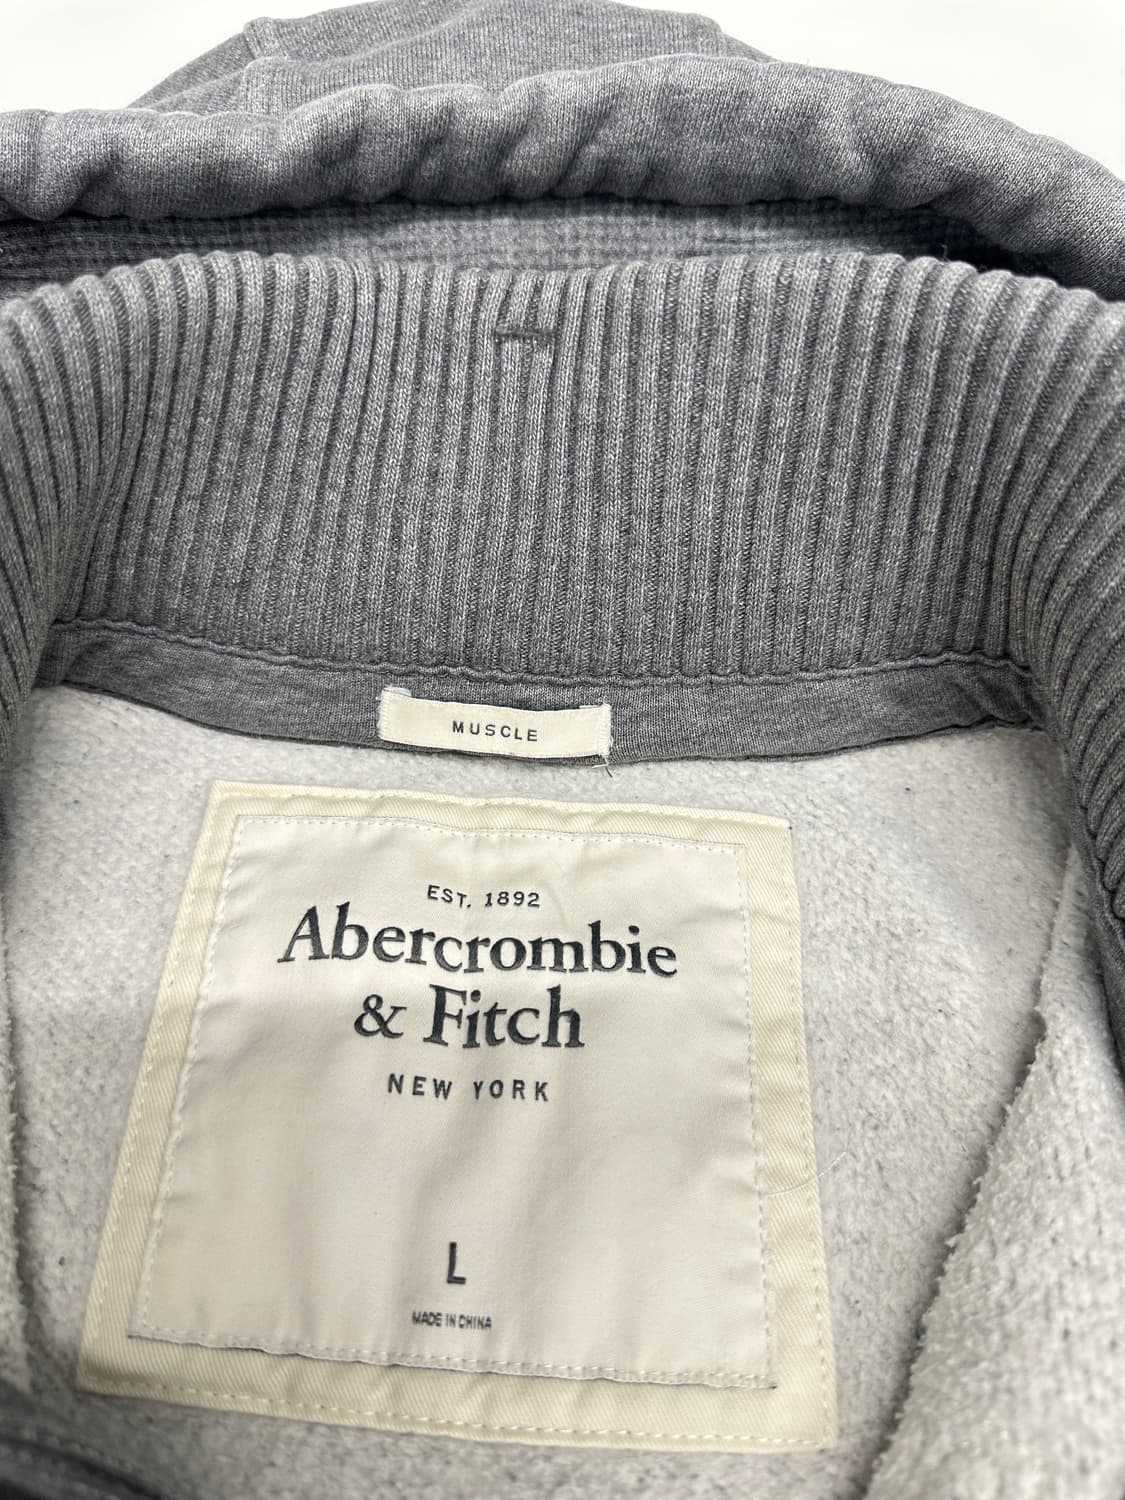 MUSCLE
EST. 1892
Abercrombie
& Fitch
NEW YORK
L
MADE IN CHINA